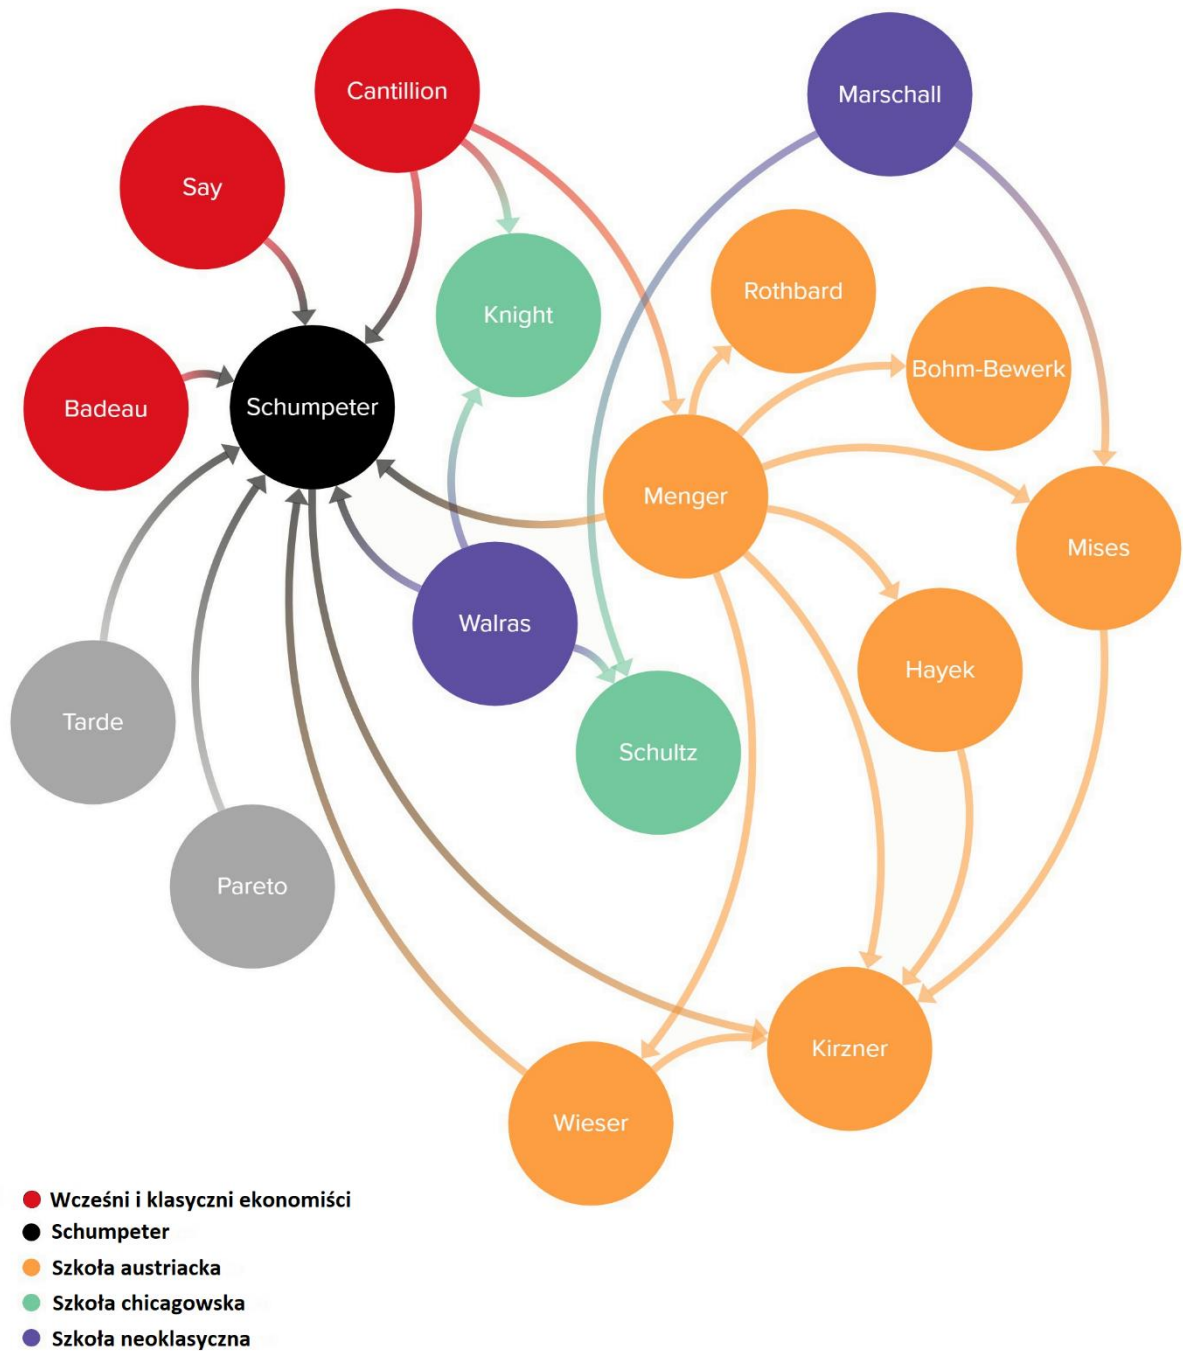 Cantillion
Marschall
Say
Rothbard
Knight
Bohm-Bewerk
Badeau
Schumpeter
Menger
Mises
Walras
Hayek
Tarde
Schultz
Pareto
Kirzner
Wieser
Wcześni i klasyczni ekonomiści
Schumpeter
Szkoła austriacka
Szkoła chicagowska
Szkoła neoklasyczna